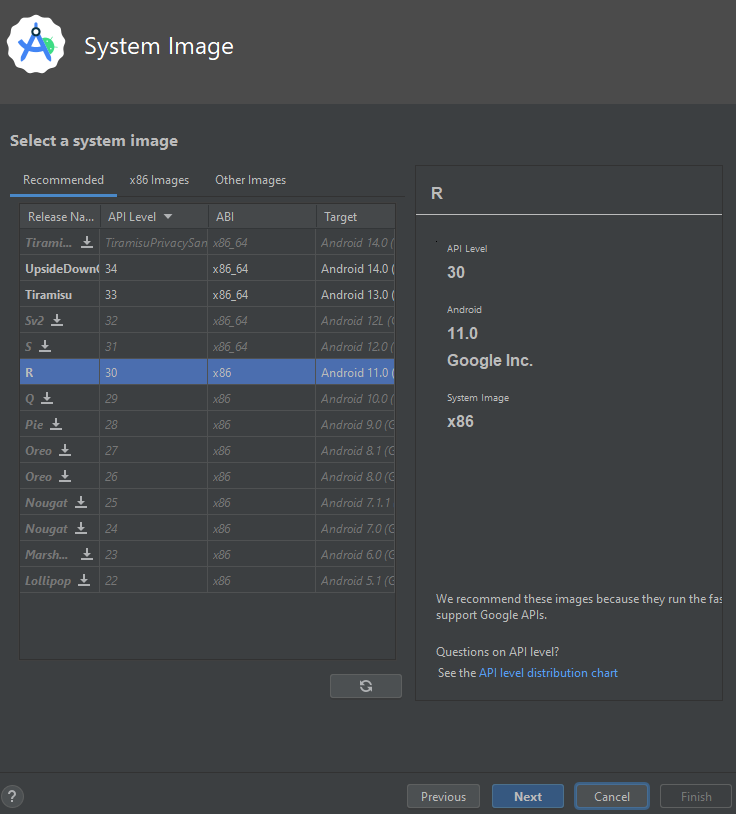 System Image
Select a system image
Recommended x86 Images Other Images
Release Na... API Level ABI Target
Tirami... TiramisuPrivacySan x86_64 Android 14.0 (
UpsideDownC 34 x86_64 Android 14.0 (
Tiramisu 33 x86_64 Android 13.0 (
Sv2 32 x86_64 Android 12L (G
S 31 x86_64 Android 12.0 (
R 30 x86 Android 11.0 (
Q 29 x86 Android 10.0 (
Pie 28 x86 Android 9.0 (G
Oreo 27 x86 Android 8.1 (G
Oreo 26 x86 Android 8.0 (G
Nougat 25 x86 Android 7.1.1
Nougat 24 x86 Android 7.0 (G
Marsh... 23 x86 Android 6.0 (G
Lollipop 22 x86 Android 5.1 (G
R
API Level
30
Android
11.0
Google Inc.
System Image
x86
We recommend these images because they run the fas
support Google APIs.
Questions on API level?
See the API level distribution chart
? Previous Next Cancel Finish